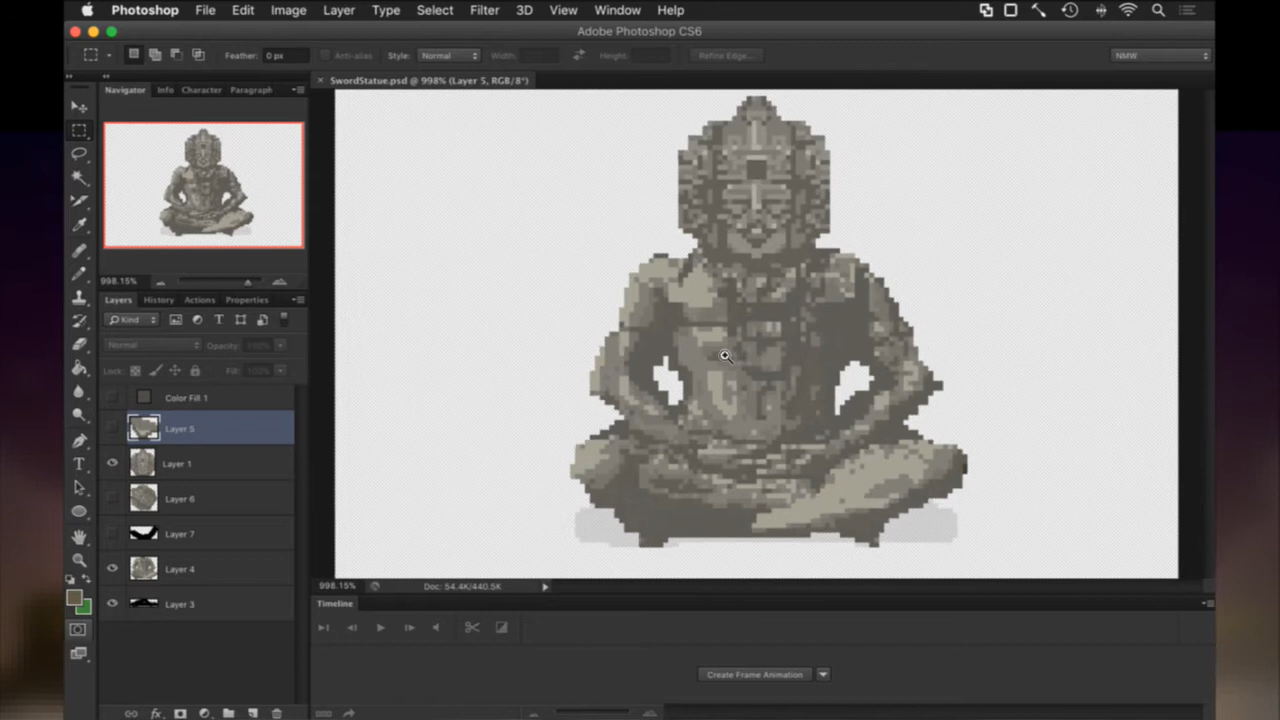 Photoshop File Edit Image Layer Type Select Filter 3D View Window Help
Adobe Photoshop CS6
Feather: 0 px Anti-alias Style: Normal Width: Height: Refine Edge... NMW
× SwordStatue.psd @ 998% (Layer 5, RGB/8*)
Navigator Info Character Paragraph
998.15%
Layers History Actions Properties
Kind
Normal Opacity: 100%
Lock: Fill: 100%
Color Fill 1
Layer 5
Layer 1
Layer 6
Layer 7
Layer 4
Layer 3
998.15% Doc: 54.4K/440.5K
Timeline
Create Frame Animation